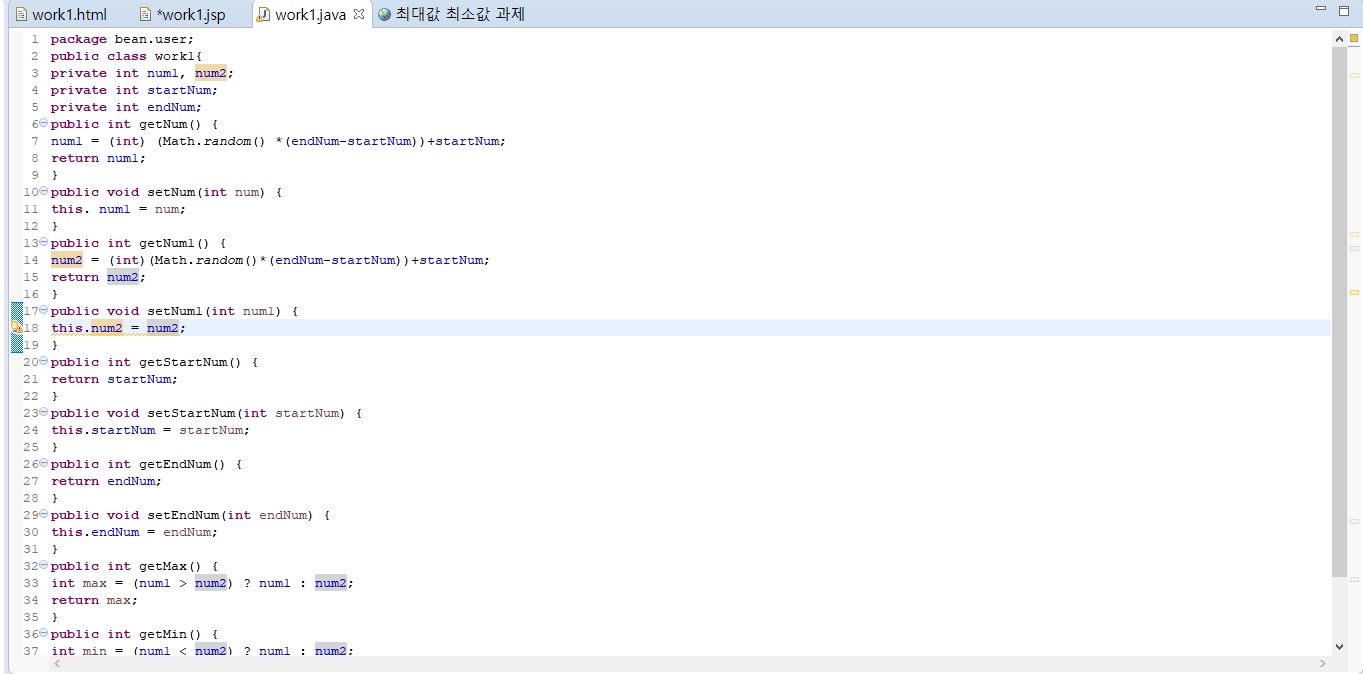 work1.html *work1.jsp work1.java 최대값 최소값 과제
1 package bean.user;
2 public class work1{
3 private int num1, num2;
4 private int startNum;
5 private int endNum;
6 public int getNum() {
7 num1 = (int) (Math.random() *(endNum-startNum))+startNum;
8 return num1;
9 }
10 public void setNum(int num) {
11 this. num1 = num;
12 }
13 public int getNum1() {
14 num2 = (int)(Math.random()*(endNum-startNum))+startNum;
15 return num2;
16 }
17 public void setNum1(int num1) {
18 this.num2 = num2;
19 }
20 public int getStartNum() {
21 return startNum;
22 }
23 public void setStartNum(int startNum) {
24 this.startNum = startNum;
25 }
26 public int getEndNum() {
27 return endNum;
28 }
29 public void setEndNum(int endNum) {
30 this.endNum = endNum;
31 }
32 public int getMax() {
33 int max = (num1 > num2) ? num1 : num2;
34 return max;
35 }
36 public int getMin() {
37 int min = (num1 < num2) ? num1 : num2;